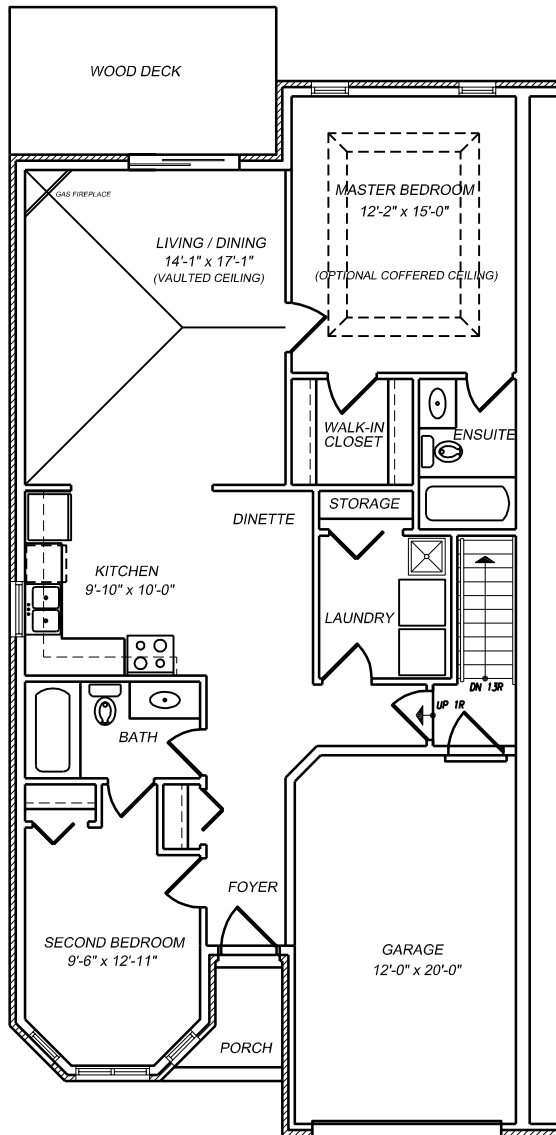 WOOD DECK
GAS FIREPLACE
MASTER BEDROOM
12'-2" x 15'-0"
LIVING / DINING
14'-1" x 17'-1"
(VAULTED CEILING)
(OPTIONAL COFFERED CEILING)
WALK-IN
CLOSET
ENSUITE
STORAGE
DINETTE
KITCHEN
9'-10" x 10'-0"
LAUNDRY
DN 13R
UP 1R
BATH
FOYER
SECOND BEDROOM
9'-6" x 12'-11"
GARAGE
12'-0" x 20'-0"
PORCH